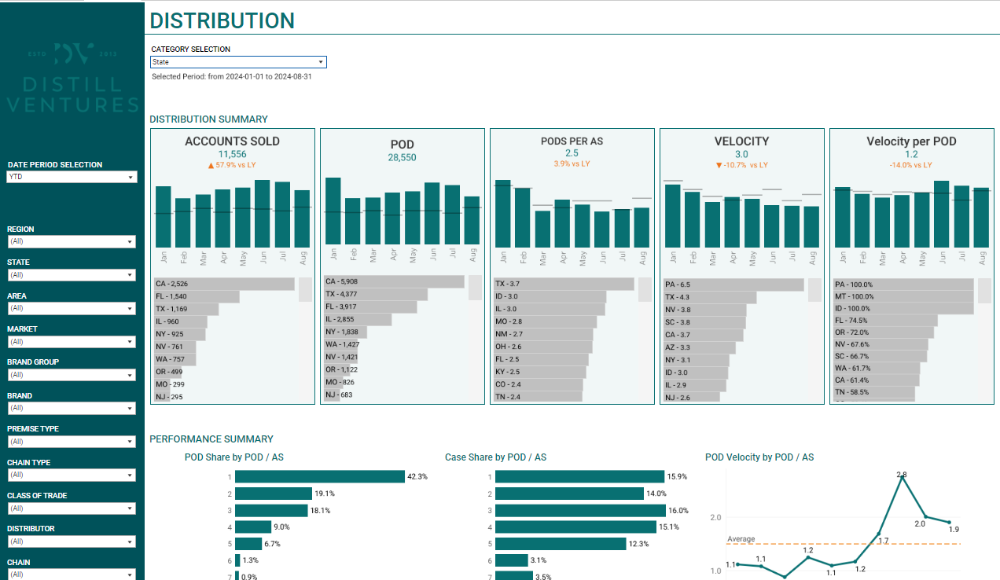 DISTRIBUTION
ESTD DV 2013
DISTILL
VENTURES
CATEGORY SELECTION
State
Selected Period: from 2024-01-01 to 2024-08-31
DATE PERIOD SELECTION
YTD
REGION
(All)
STATE
(All)
AREA
(All)
MARKET
(All)
BRAND GROUP
(All)
BRAND
(All)
PREMISE TYPE
(All)
CHAIN TYPE
(All)
CLASS OF TRADE
(All)
DISTRIBUTOR
(All)
CHAIN
(All)
DISTRIBUTION SUMMARY
ACCOUNTS SOLD
11,556
▲ 57.9% vs LY
Jan Feb Mar Apr May Jun Jul Aug
CA - 2,526
FL - 1,540
TX - 1,169
IL - 960
NY - 925
NV - 761
WA - 757
OR - 499
MO - 299
NJ - 295
POD
28,550
Jan Feb Mar Apr May Jun Jul Aug
CA - 5,908
TX - 4,377
FL - 3,917
IL - 2,855
NY - 1,838
WA - 1,427
NV - 1,421
OR - 1,122
MO - 826
NJ - 683
PODS PER AS
2.5
3.9% vs LY
Jan Feb Mar Apr May Jun Jul Aug
TX - 3.7
ID - 3.0
IL - 3.0
MO - 2.8
NM - 2.7
OH - 2.6
FL - 2.5
KY - 2.5
CO - 2.4
TN - 2.4
VELOCITY
3.0
▼ -10.7% vs LY
Jan Feb Mar Apr May Jun Jul Aug
PA - 6.5
TX - 4.3
NV - 3.8
SC - 3.8
CA - 3.7
AZ - 3.3
NY - 3.1
ID - 3.0
IL - 2.9
NJ - 2.6
Velocity per POD
1.2
-14.0% vs LY
Jan Feb Mar Apr May Jun Jul Aug
PA - 100.0%
MT - 100.0%
ID - 100.0%
FL - 74.5%
OR - 72.0%
NV - 67.6%
SC - 66.7%
WA - 61.7%
CA - 61.4%
TN - 58.5%
PERFORMANCE SUMMARY
POD Share by POD / AS
1 42.3%
2 19.1%
3 18.1%
4 9.0%
5 6.7%
6 1.3%
7 0.9%
Case Share by POD / AS
1 15.9%
2 14.0%
3 16.0%
4 15.1%
5 12.3%
6 3.1%
7 3.5%
POD Velocity by POD / AS
2.8
2.0
2.0
1.9
Average
1.7
1.2
1.1
1.1
1.1
1.2
1.0